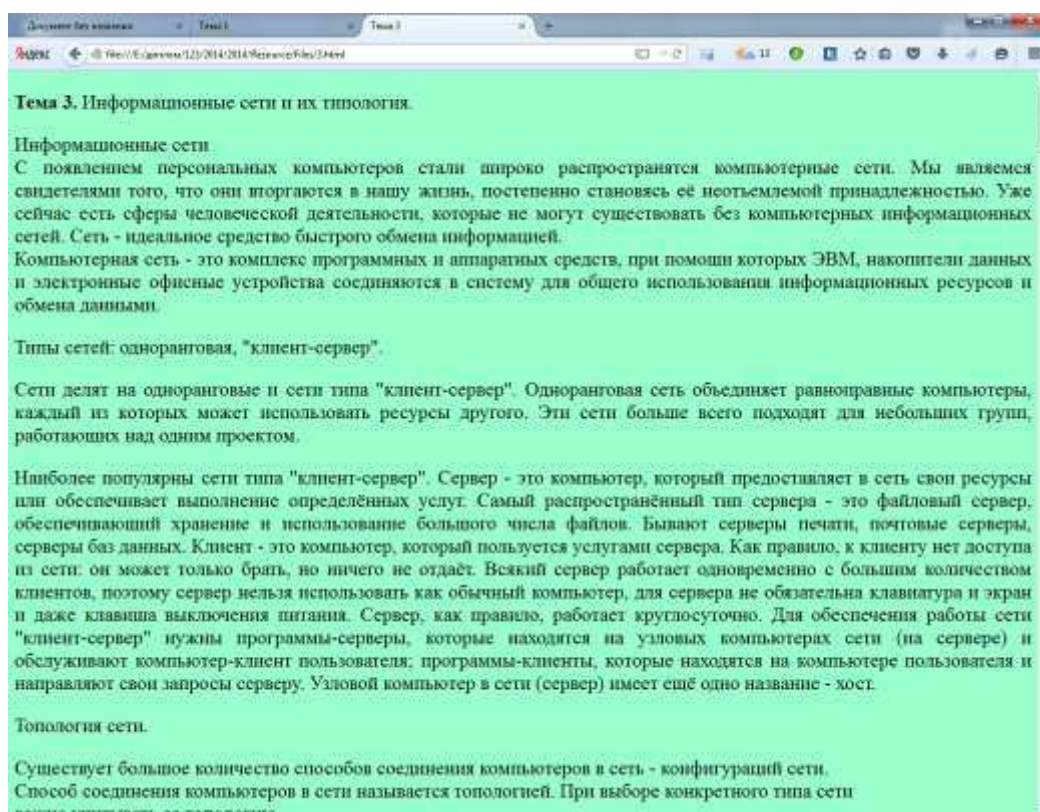 Документ без названия
Тема 1
Тема 3
Яндекс
Тема 3. Информационные сети и их типология.
Информационные сети
С появлением персональных компьютеров стали широко распространятся компьютерные сети. Мы являемся
свидетелями того, что они вторгаются в нашу жизнь, постепенно становясь её неотъемлемой принадлежностью. Уже
сейчас есть сферы человеческой деятельности, которые не могут существовать без компьютерных информационных
сетей. Сеть - идеальное средство быстрого обмена информацией.
Компьютерная сеть - это комплекс программных и аппаратных средств, при помощи которых ЭВМ, накопители данных
и электронные офисные устройства соединяются в систему для общего использования информационных ресурсов и
обмена данными.
Типы сетей: одноранговая, "клиент-сервер".
Сети делят на одноранговые и сети типа "клиент-сервер". Одноранговая сеть объединяет равноправные компьютеры,
каждый из которых может использовать ресурсы другого. Эти сети больше всего подходят для небольших групп,
работающих над одним проектом.
Наиболее популярны сети типа "клиент-сервер". Сервер - это компьютер, который предоставляет в сеть свои ресурсы
или обеспечивает выполнение определённых услуг. Самый распространённый тип сервера - это файловый сервер,
обеспечивающий хранение и использование большого числа файлов. Бывают серверы печати, почтовые серверы,
серверы баз данных. Клиент - это компьютер, который пользуется услугами сервера. Как правило, к клиенту нет доступа
из сети: он может только брать, но ничего не отдаёт. Всякий сервер работает одновременно с большим количеством
клиентов, поэтому сервер нельзя использовать как обычный компьютер, для сервера не обязательна клавиатура и экран
и даже клавиша выключения питания. Сервер, как правило, работает круглосуточно. Для обеспечения работы сети
"клиент-сервер" нужны программы-серверы, которые находятся на узловых компьютерах сети (на сервере) и
обслуживают компьютер-клиент пользователя; программы-клиенты, которые находятся на компьютере пользователя и
направляют свои запросы серверу. Узловой компьютер в сети (сервер) имеет ещё одно название - хост.
Топология сети.
Существует большое количество способов соединения компьютеров в сеть - конфигураций сети.
Способ соединения компьютеров в сети называется топологией. При выборе конкретного типа сети